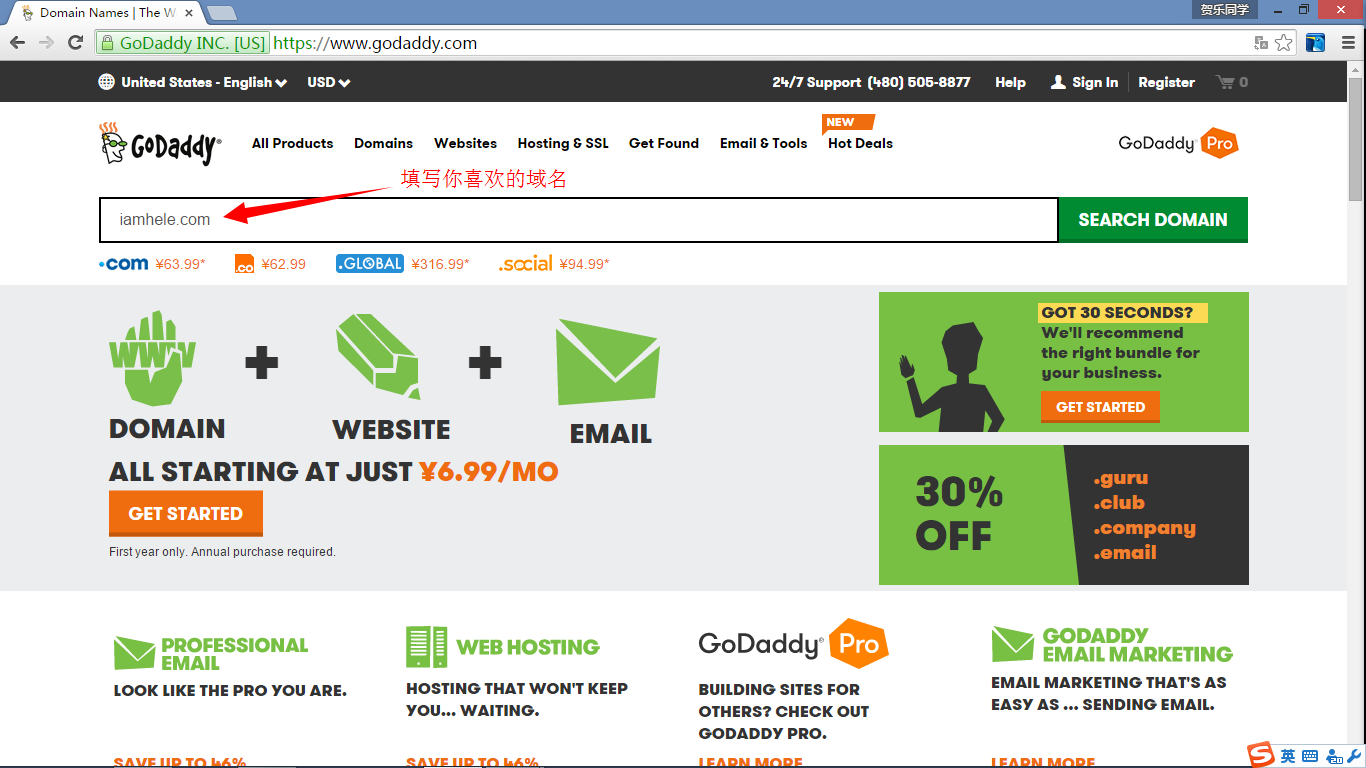 Domain Names | The W
贺乐同学
GoDaddy INC. [US] https://www.godaddy.com
United States - English USD 24/7 Support (480) 505-8877 Help Sign In Register 0
GoDaddy® All Products Domains Websites Hosting & SSL Get Found Email & Tools Hot Deals
NEW
GoDaddy® Pro
填写你喜欢的域名
iamhele.com SEARCH DOMAIN
.com ¥63.99* .co ¥62.99 .GLOBAL ¥316.99* .social ¥94.99*
WWW
DOMAIN WEBSITE EMAIL
ALL STARTING AT JUST ¥6.99/MO
GET STARTED
First year only. Annual purchase required.
GOT 30 SECONDS?
We'll recommend
the right bundle for
your business.
GET STARTED
30%
OFF
.guru
.club
.company
.email
PROFESSIONAL
EMAIL
LOOK LIKE THE PRO YOU ARE.
SAVE UP TO 46%
WEB HOSTING
HOSTING THAT WON'T KEEP
YOU... WAITING.
SAVE UP TO 46%
GoDaddy® Pro
BUILDING SITES FOR
OTHERS? CHECK OUT
GODADDY PRO.
LEARN MORE
GODADDY
EMAIL MARKETING
EMAIL MARKETING THAT'S AS
EASY AS ... SENDING EMAIL.
LEARN MORE
S 英